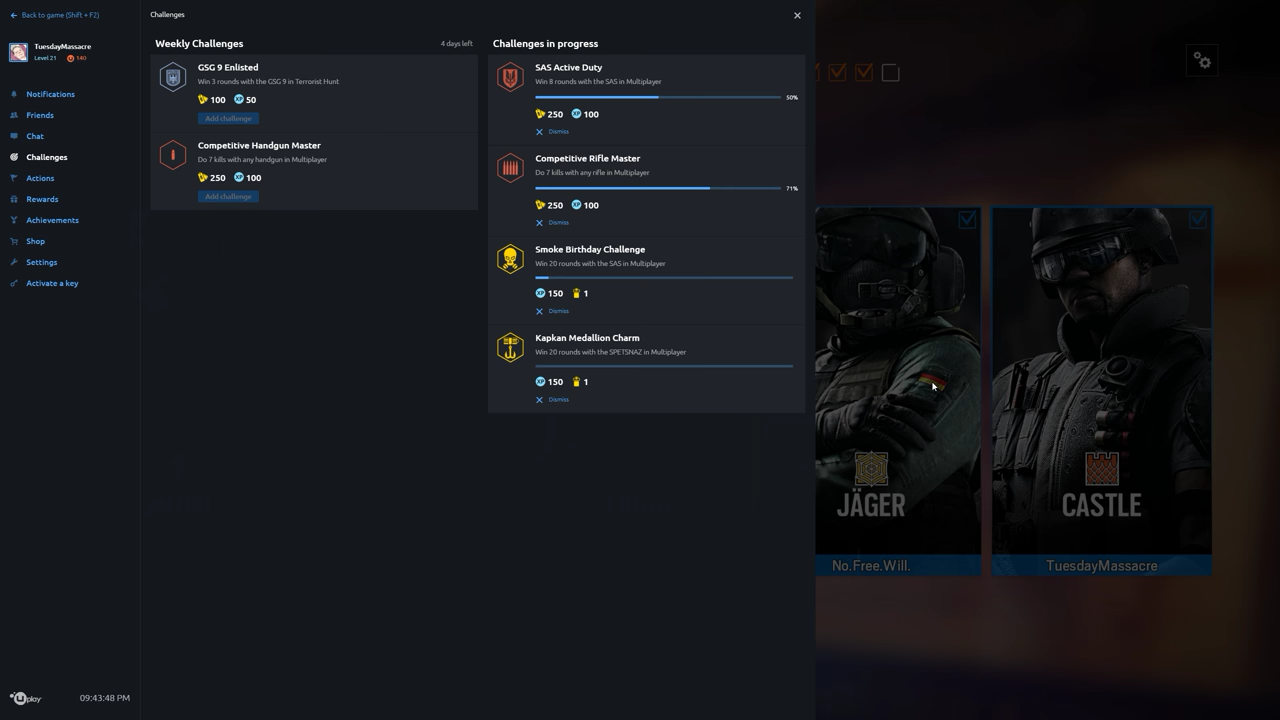 Back to game (Shift + F2)
TuesdayMassacre
Level 21 140
Notifications
Friends
Chat
Challenges
Actions
Rewards
Achievements
Shop
Settings
Activate a key
uplay
09:43:48 PM
Challenges
Weekly Challenges
4 days left
GSG 9 Enlisted
Win 3 rounds with the GSG 9 in Terrorist Hunt
100 XP 50
Add challenge
Competitive Handgun Master
Do 7 kills with any handgun in Multiplayer
250 XP 100
Add challenge
Challenges in progress
SAS Active Duty
Win 8 rounds with the SAS in Multiplayer
50%
250 XP 100
Dismiss
Competitive Rifle Master
Do 7 kills with any rifle in Multiplayer
71%
250 XP 100
Dismiss
Smoke Birthday Challenge
Win 20 rounds with the SAS in Multiplayer
XP 150 1
Dismiss
Kapkan Medallion Charm
Win 20 rounds with the SPETSNAZ in Multiplayer
XP 150 1
Dismiss
JÄGER
No.Free.Will.
CASTLE
TuesdayMassacre